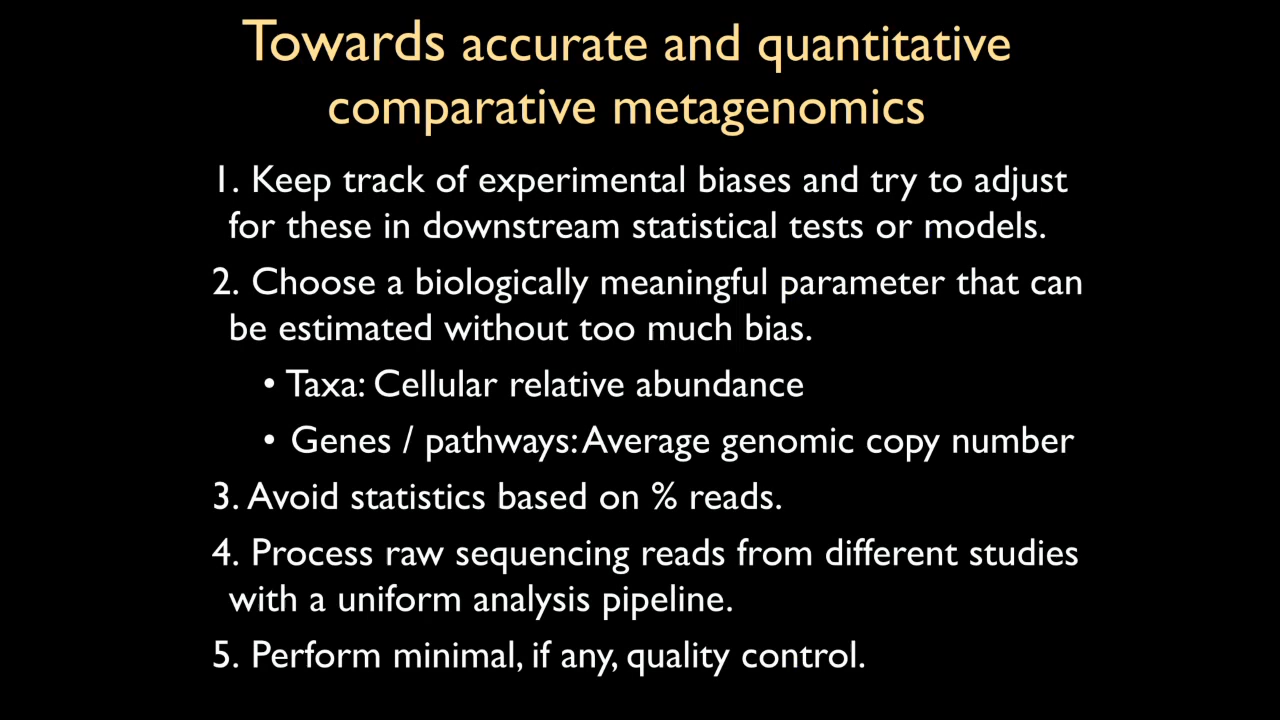 Towards accurate and quantitative
comparative metagenomics
1. Keep track of experimental biases and try to adjust
for these in downstream statistical tests or models.
2. Choose a biologically meaningful parameter that can
be estimated without too much bias.
• Taxa: Cellular relative abundance
• Genes / pathways: Average genomic copy number
3. Avoid statistics based on % reads.
4. Process raw sequencing reads from different studies
with a uniform analysis pipeline.
5. Perform minimal, if any, quality control.